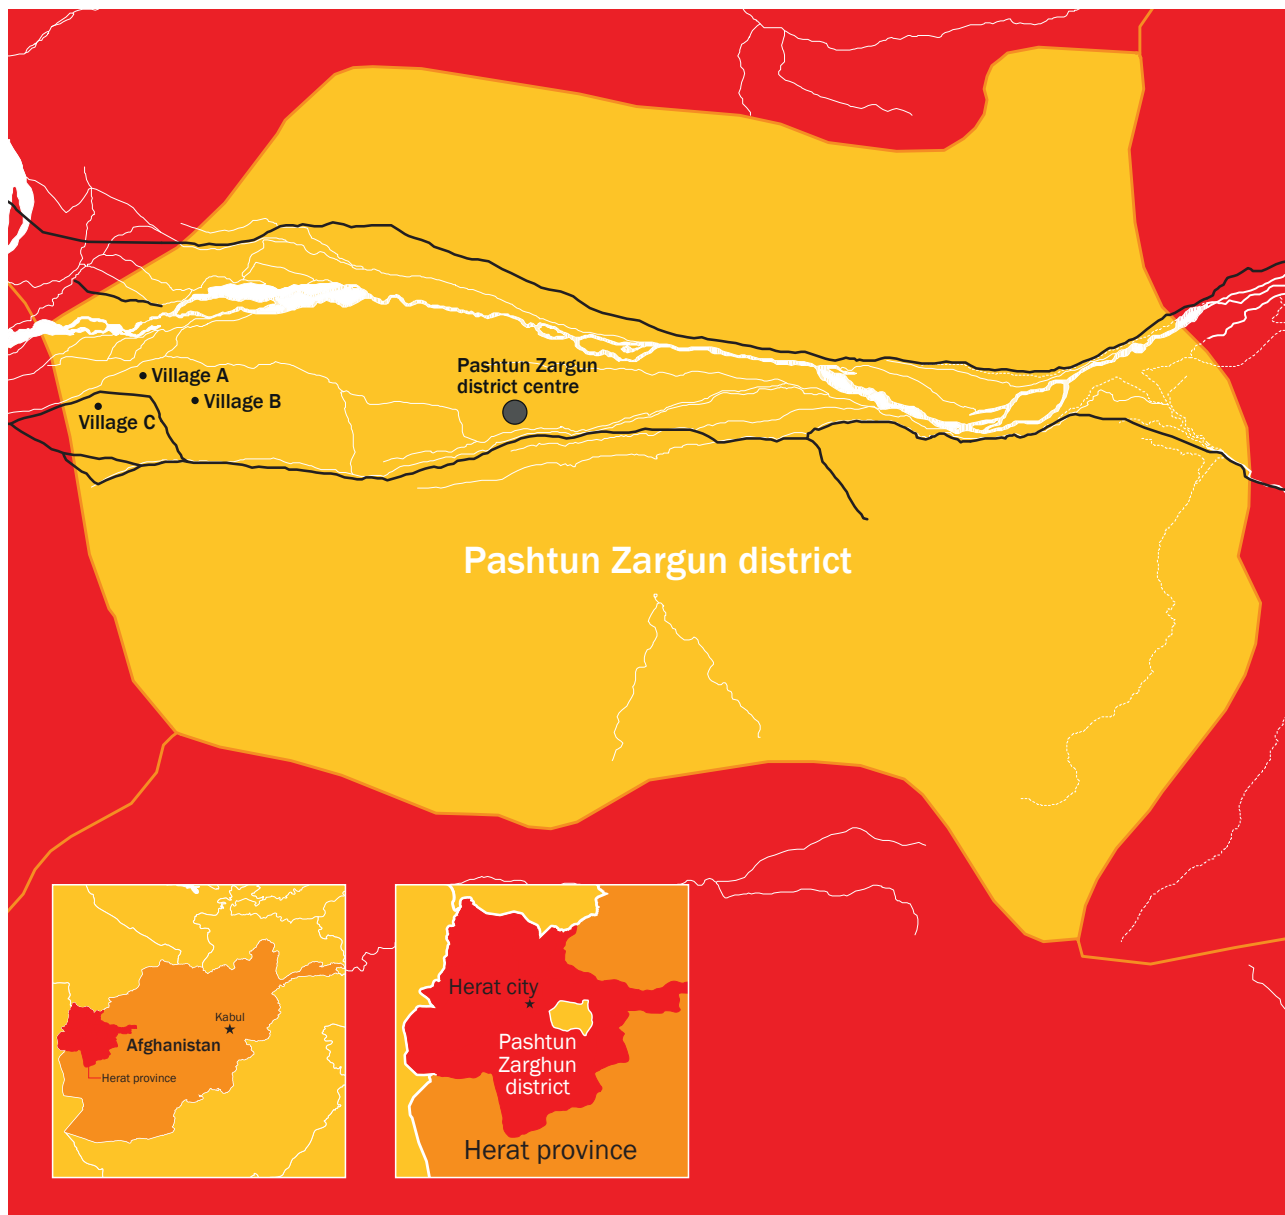 Pashtun Zargun
district centre
Village A
Village B
Village C
Pashtun Zargun district
Kabul
Afghanistan
Herat province
Herat city
Pashtun
Zarghun
district
Herat province